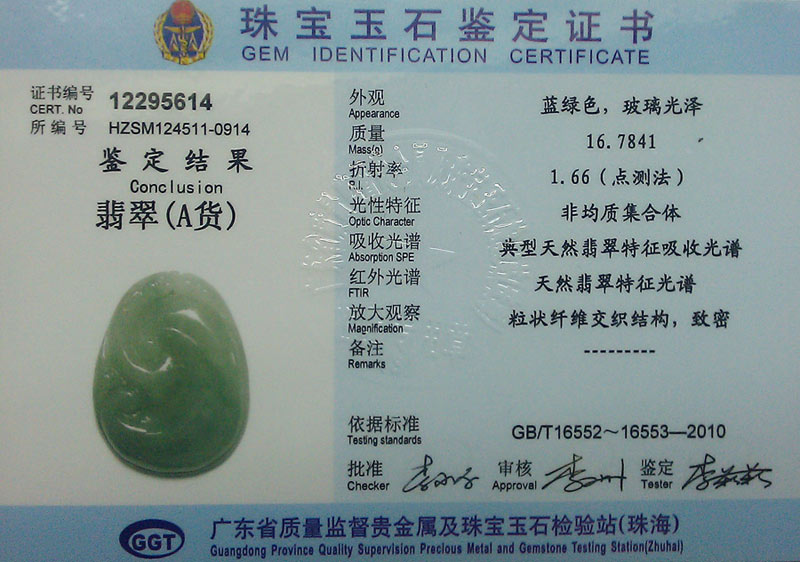 珠宝玉石鉴定证书
GEM IDENTIFICATION CERTIFICATE
证书编号 12295614
CERT. No
所编号 HZSM124511-0914
鉴定结果
Conclusion
翡翠(A货)
外观 蓝绿色，玻璃光泽
Appearance
质量 16.7841
Mass(g)
折射率 1.66（点测法）
R.I.
光性特征 非均质集合体
Optic Character
吸收光谱 典型天然翡翠特征吸收光谱
Absorption SPE
红外光谱 天然翡翠特征光谱
FTIR
放大观察 粒状纤维交织结构，致密
Magnification
备注 ---------
Remarks
依据标准 GB/T16552～16553—2010
Testing standards
批准 审核 鉴定
Checker Approval Tester
GGT
广东省质量监督贵金属及珠宝玉石检验站(珠海)
Guangdong Province Quality Supervision Precious Metal and Gemstone Testing Station(Zhuhai)